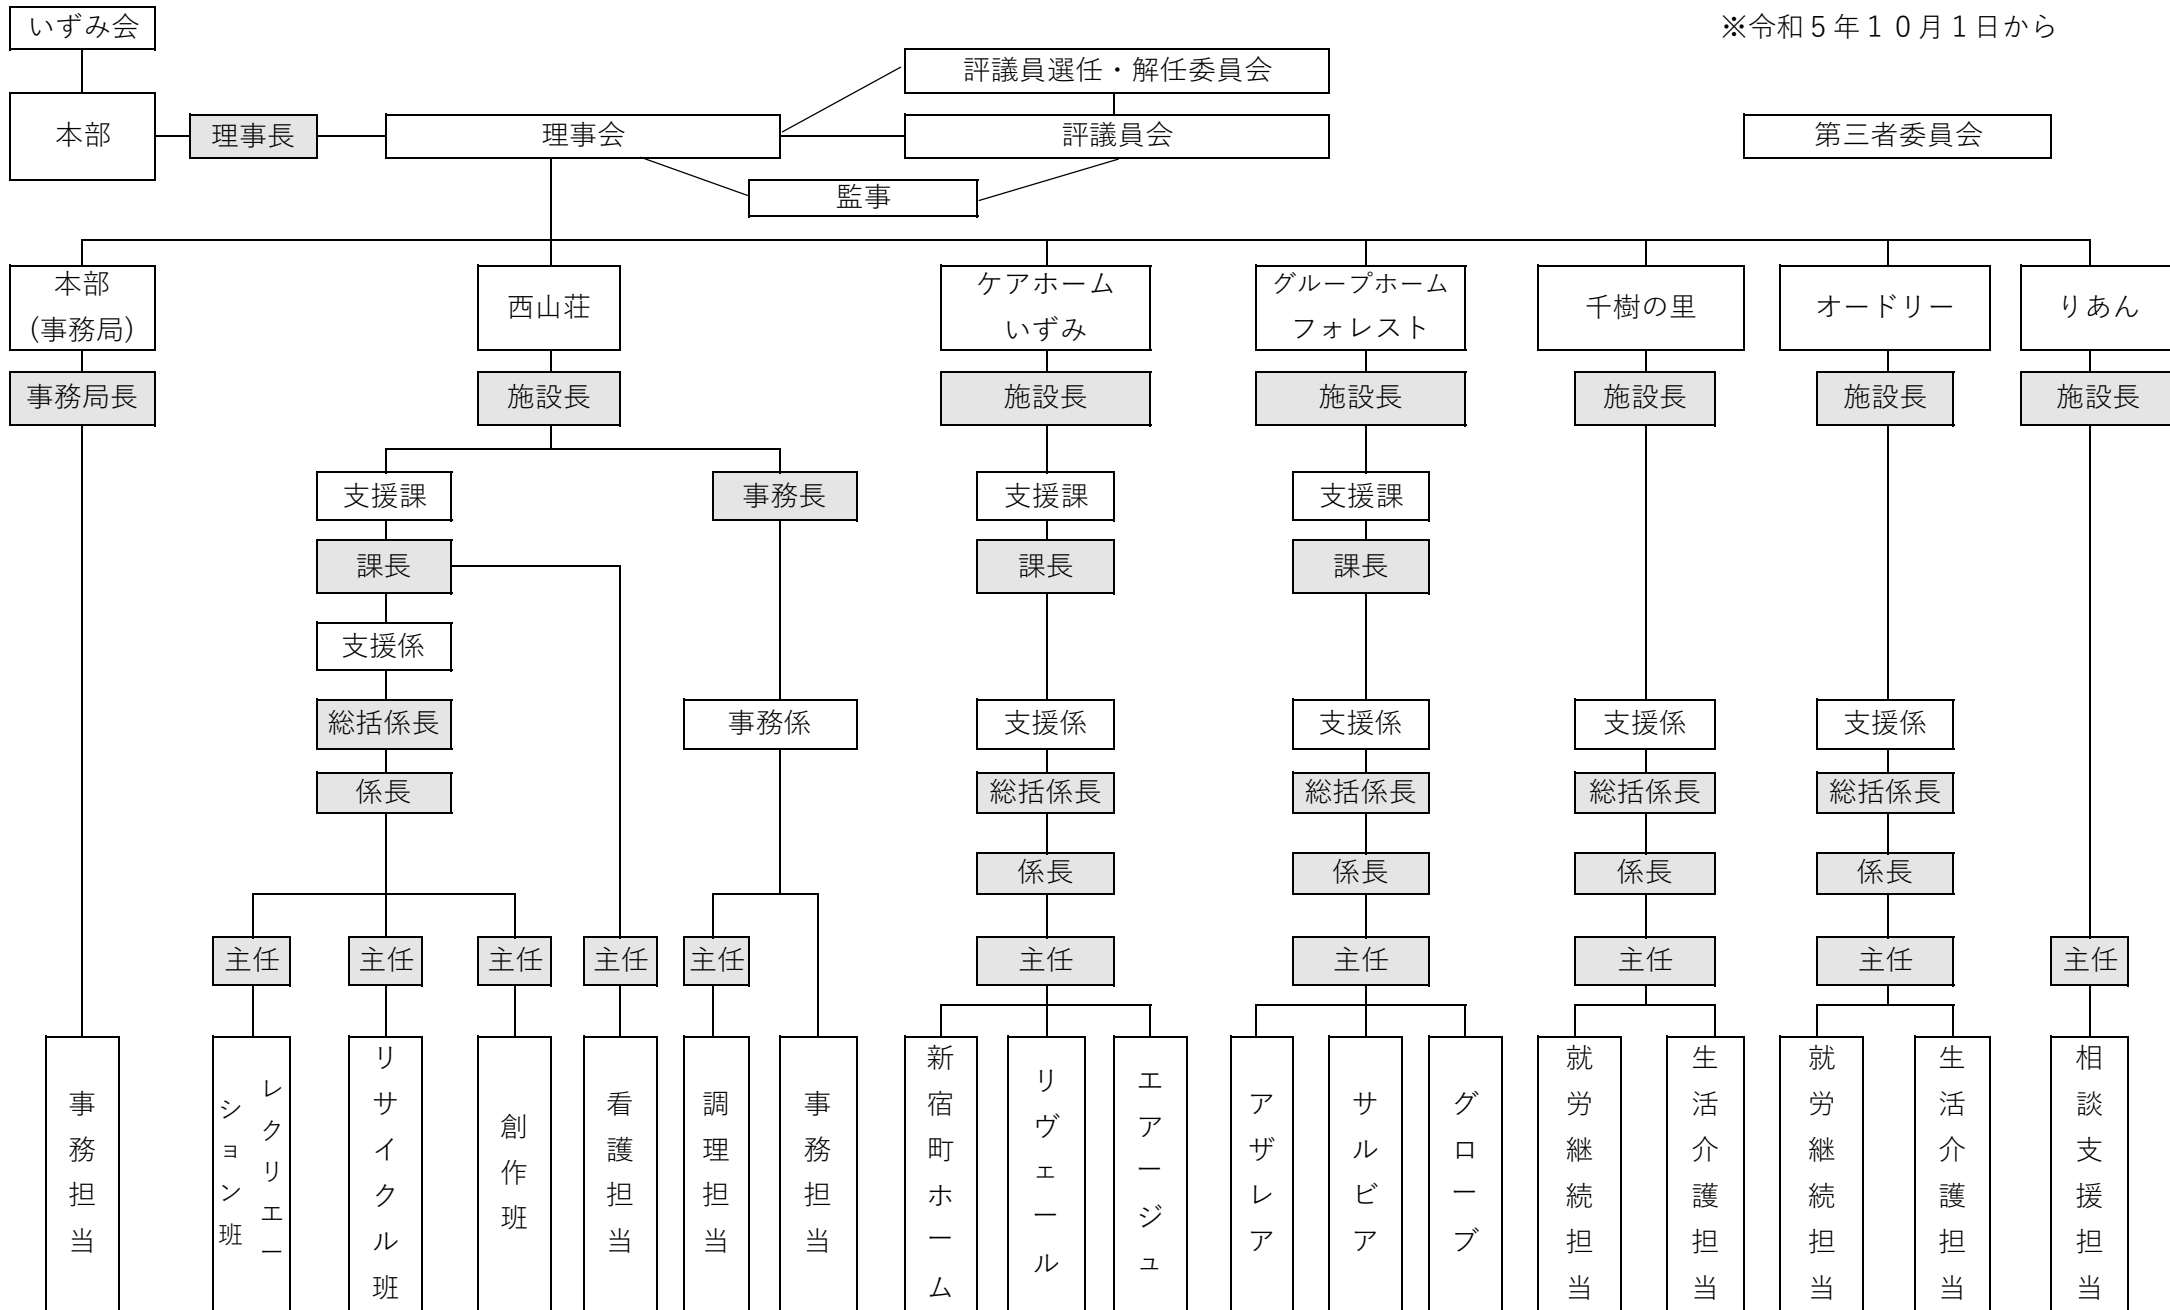 いずみ会
※令和５年１０月１日から
評議員選任・解任委員会
本部
理事長
理事会
評議員会
第三者委員会
監事
本部
(事務局)
西山荘
ケアホーム
いずみ
グループホーム
フォレスト
千樹の里
オードリー
りあん
事務局長
施設長
施設長
施設長
施設長
施設長
施設長
支援課
事務長
支援課
支援課
課長
課長
課長
支援係
総括係長
事務係
支援係
支援係
支援係
支援係
係長
総括係長
総括係長
総括係長
総括係長
係長
係長
係長
係長
主任
主任
主任
主任
主任
主任
主任
主任
主任
主任
事務担当
レクリエー
ション班
リサイクル班
創作班
看護担当
調理担当
事務担当
新宿町ホーム
リヴェール
エアージュ
アザレア
サルビア
グローブ
就労継続担当
生活介護担当
就労継続担当
生活介護担当
相談支援担当